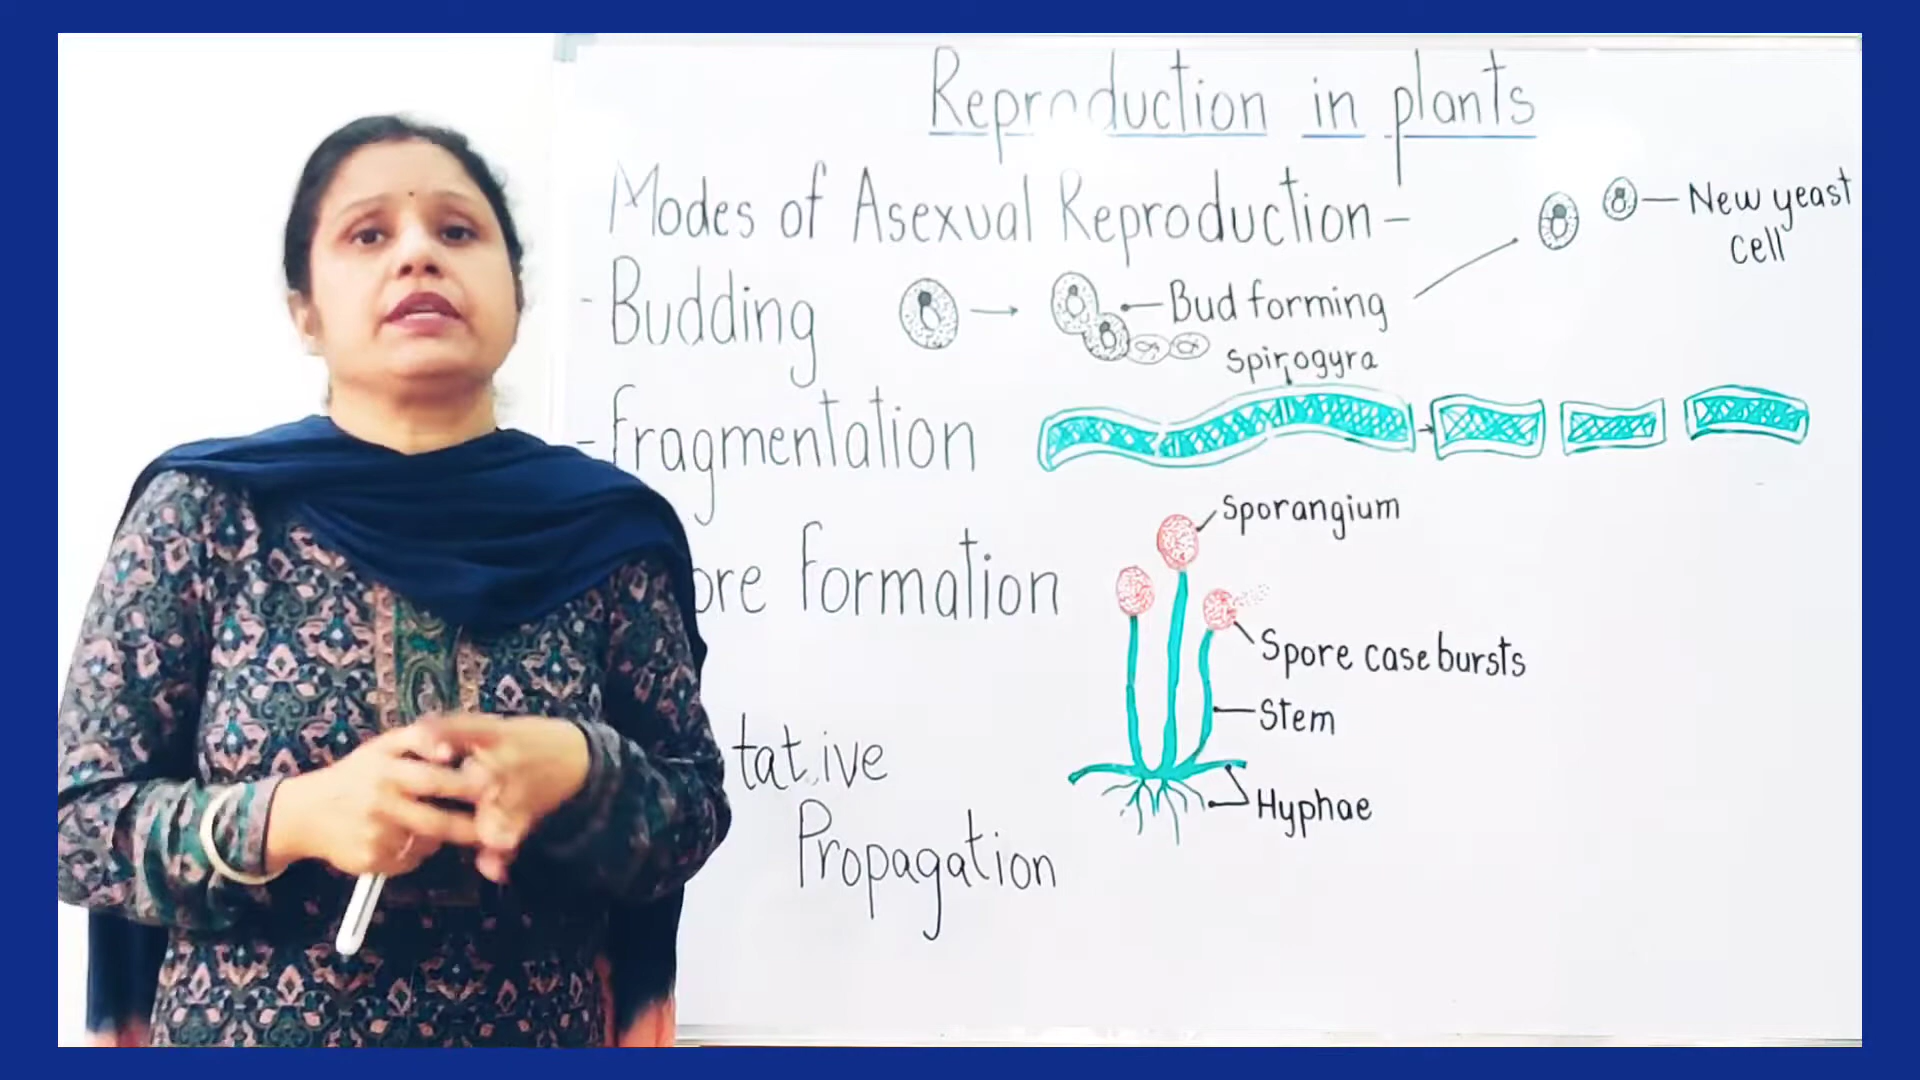 Reproduction in plants
Modes of Asexual Reproduction-
New yeast
cell
- Budding
Bud forming
Spirogyra
- Fragmentation
Sporangium
ore Formation
Spore case bursts
Stem
tative
Hyphae
Propagation